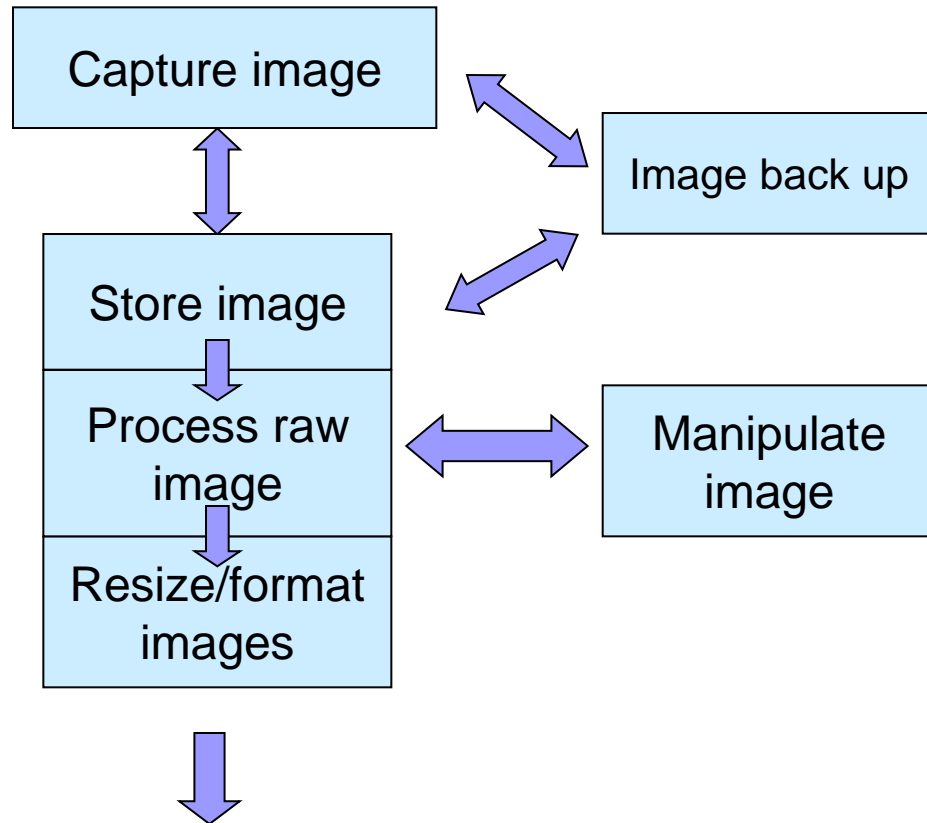 Capture image
Image back up
Store image
Process raw
image
Manipulate
image
Resize/format
images